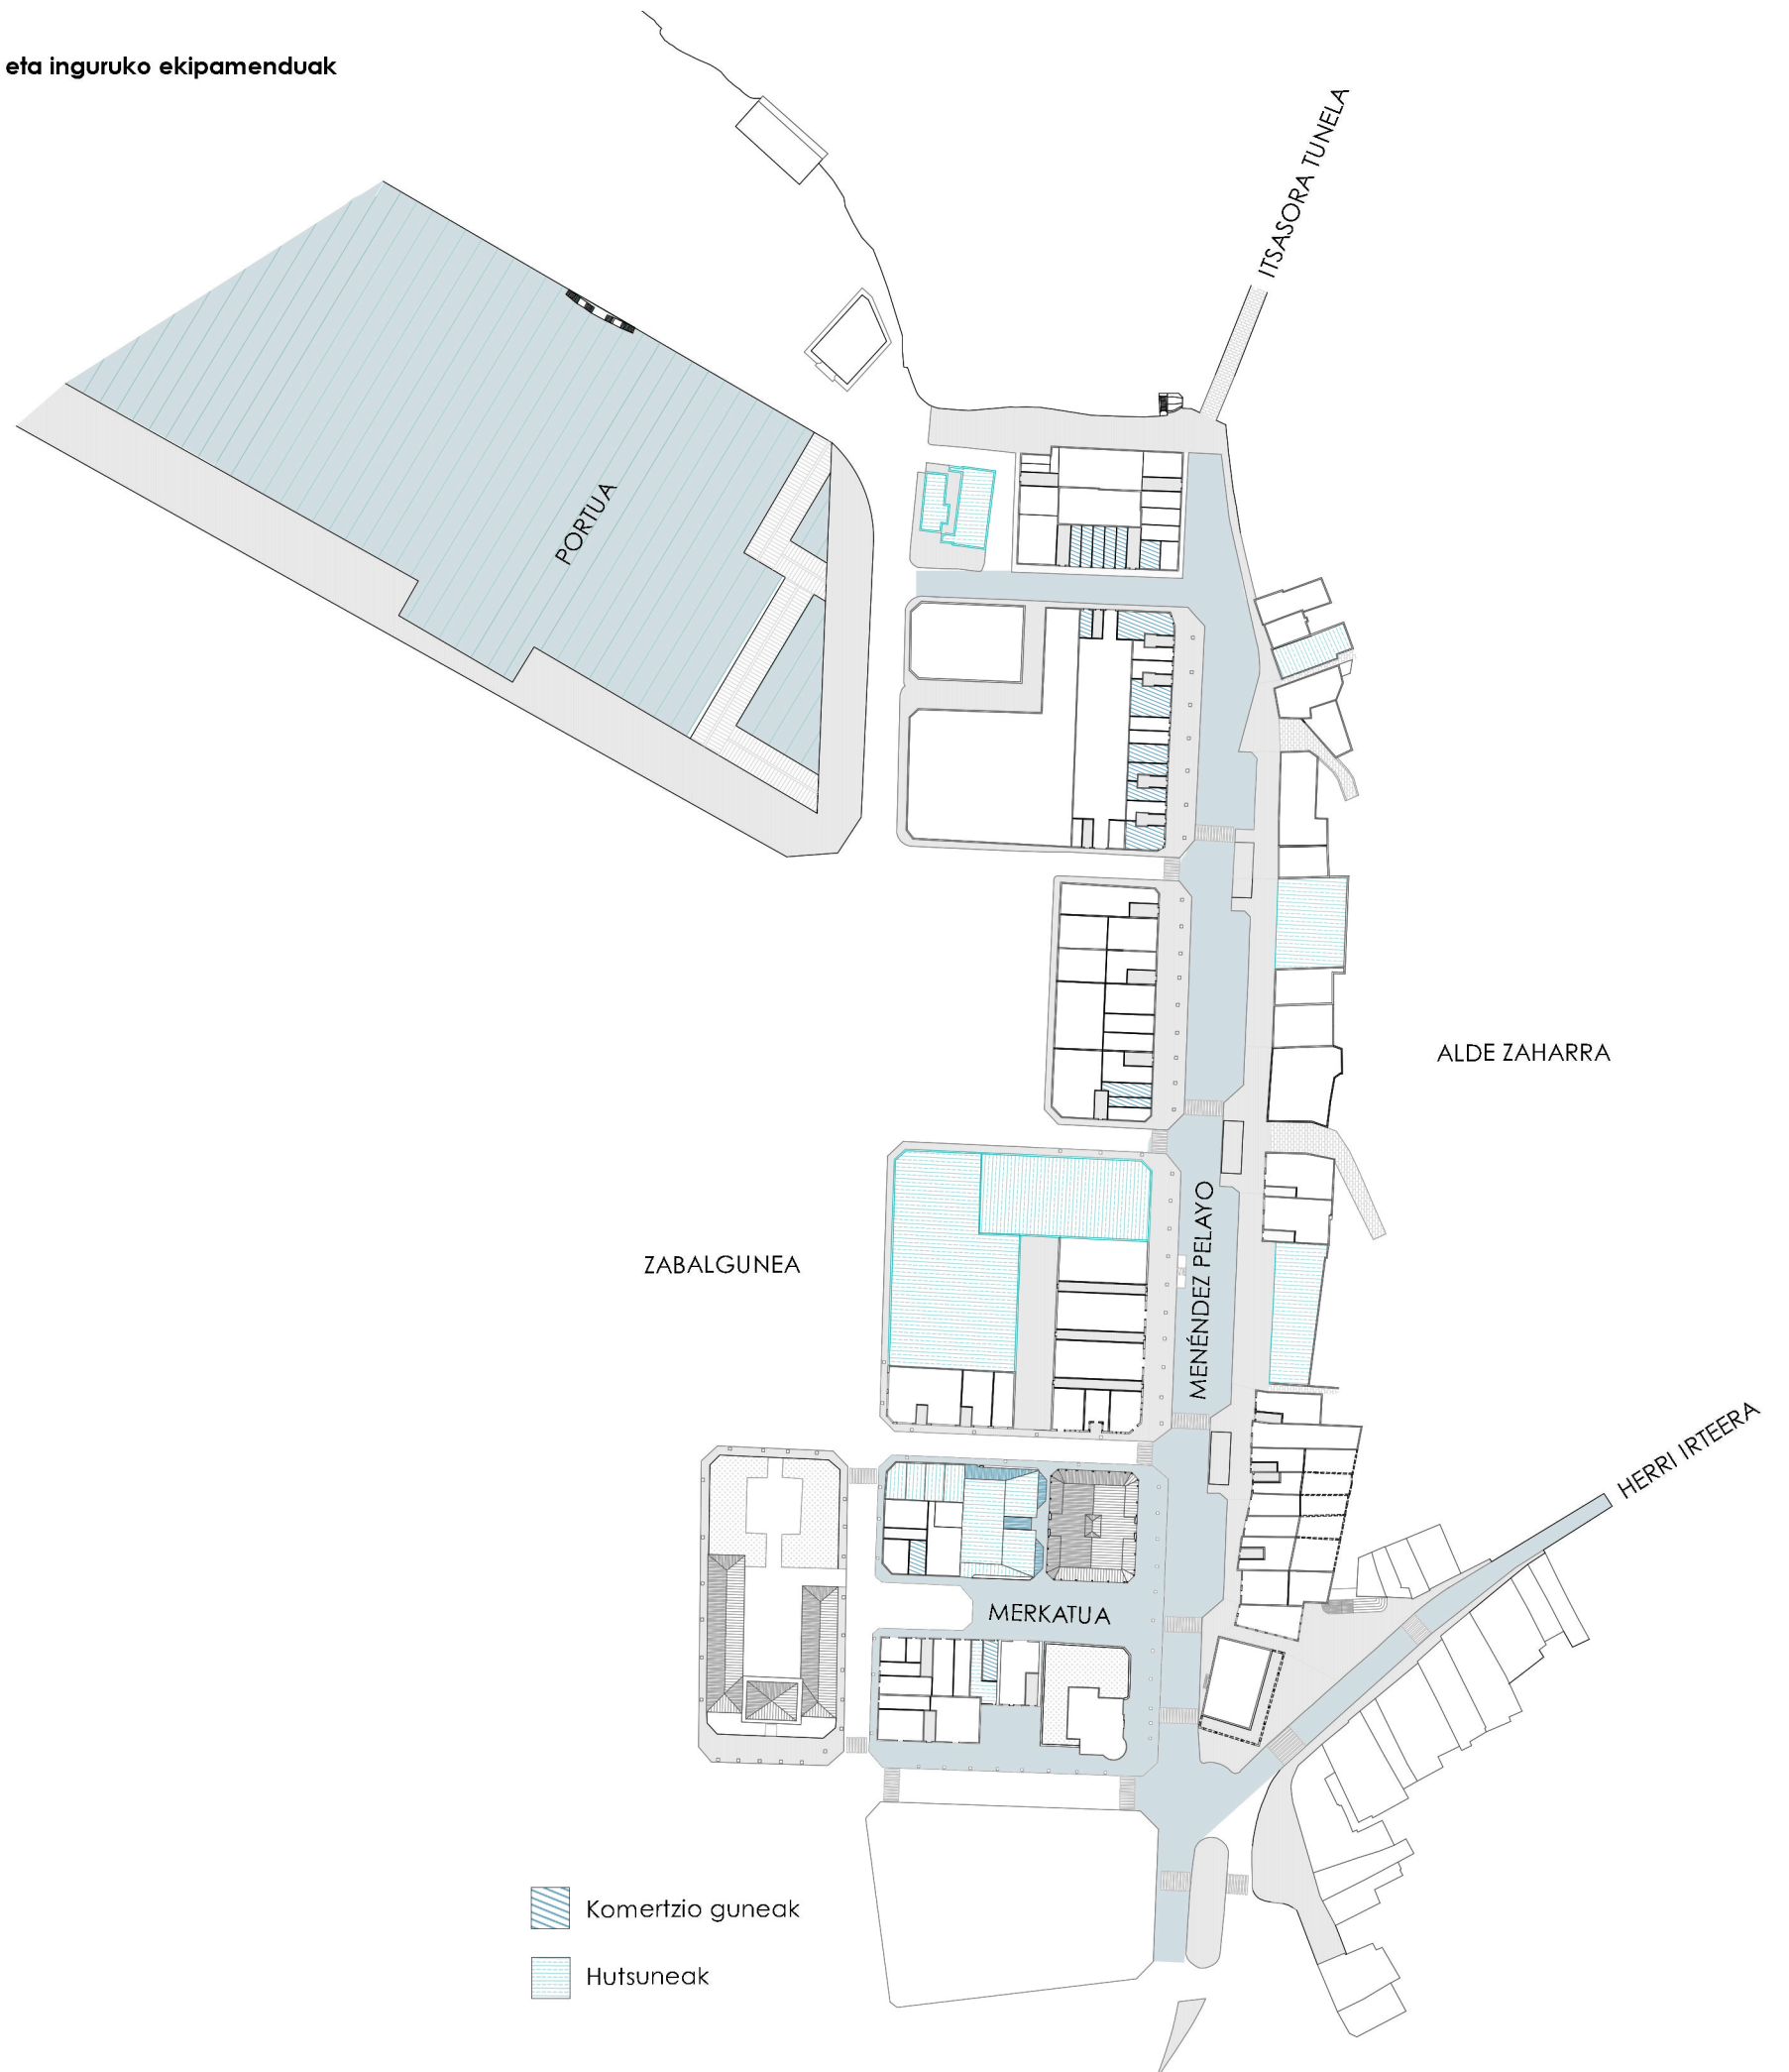 eta inguruko ekipamenduak
ITSASORA TUNELA
PORTUA
ALDE ZAHARRA
MENÉNDEZ PELAYO
ZABALGUNEA
HERRI IRTEERA
MERKATUA
Komertzio guneak
Hutsuneak